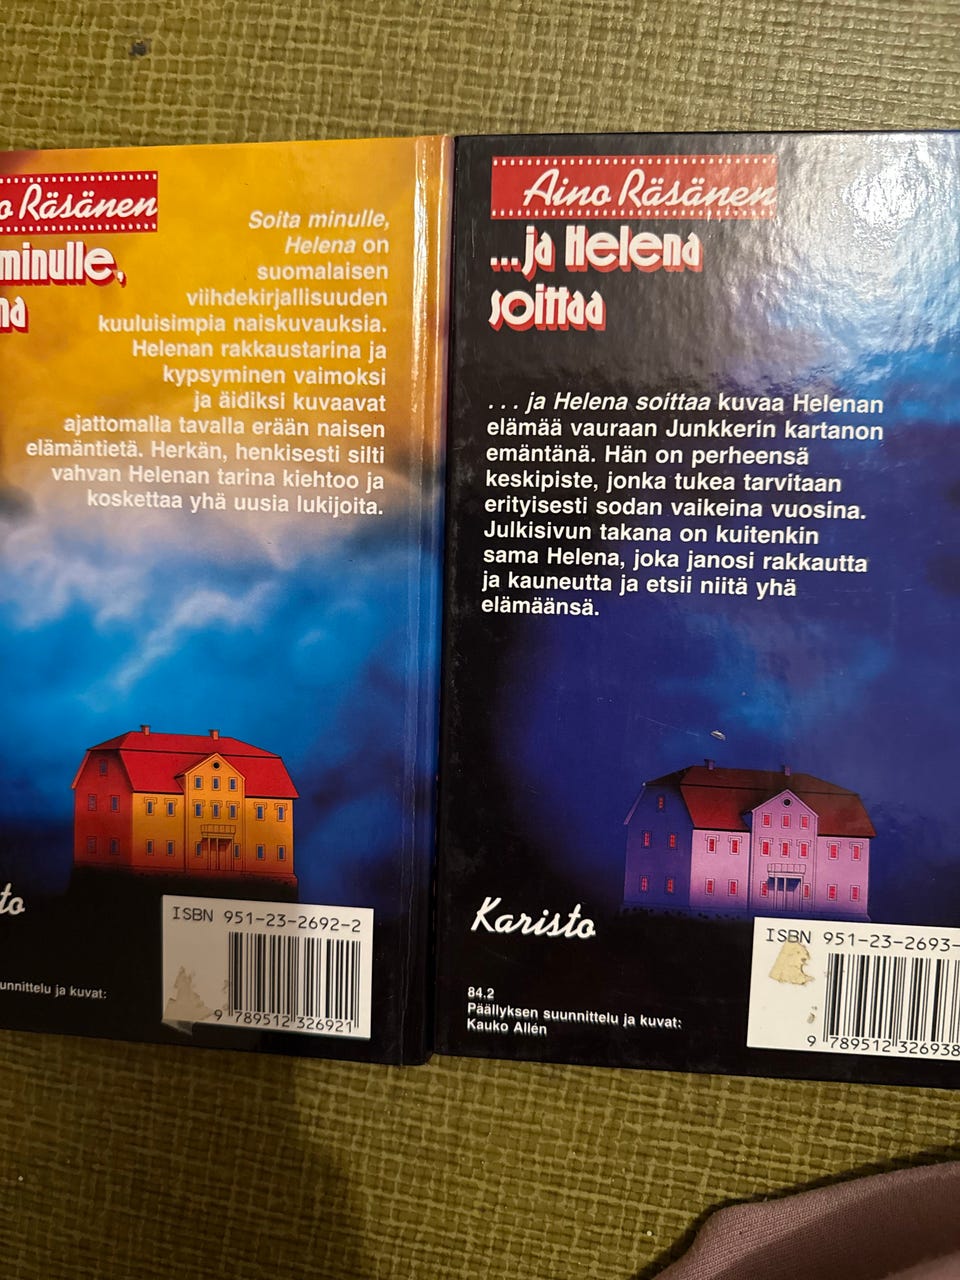 o Räsänen
minulle,
na
Soita minulle,
Helena on
suomalaisen
viihdekirjallisuuden
kuuluisimpia naiskuvauksia.
Helenan rakkaustarina ja
kypsyminen vaimoksi
ja äidiksi kuvaavat
ajattomalla tavalla erään naisen
elämäntietä. Herkän, henkisesti silti
vahvan Helenan tarina kiehtoo ja
koskettaa yhä uusia lukijoita.
to
unnittelu ja kuvat:
ISBN 951-23-2692-2
9 789512 326921
Aino Räsänen
...ja Helena
soittaa
...ja Helena soittaa kuvaa Helenan
elämää vauraan Junkkerin kartanon
emäntänä. Hän on perheensä
keskipiste, jonka tukea tarvitaan
erityisesti sodan vaikeina vuosina.
Julkisivun takana on kuitenkin
sama Helena, joka janosi rakkautta
ja kauneutta ja etsii niitä yhä
elämäänsä.
Karisto
84.2
Päällyksen suunnittelu ja kuvat:
Kauko Allén
ISBN 951-23-2693-
9 789512 326938